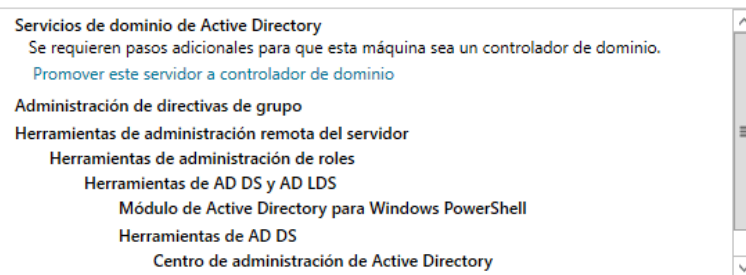 Servicios de dominio de Active Directory
Se requieren pasos adicionales para que esta máquina sea un controlador de dominio.
Promover este servidor a controlador de dominio
Administración de directivas de grupo
Herramientas de administración remota del servidor
Herramientas de administración de roles
Herramientas de AD DS y AD LDS
Módulo de Active Directory para Windows PowerShell
Herramientas de AD DS
Centro de administración de Active Directory